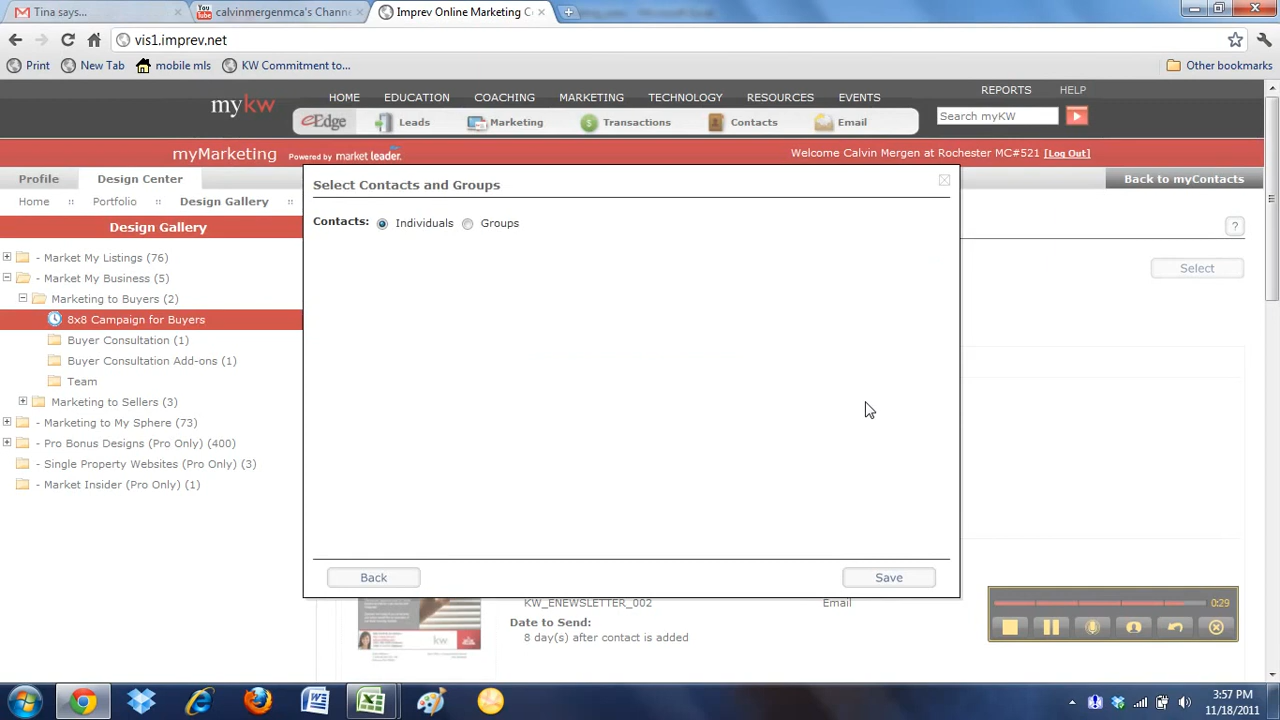 Tina says...
calvinmergenmca's Channe
Imprev Online Marketing C
vis1.imprev.net
Print
New Tab
mobile mls
KW Commitment to...
Other bookmarks
mykw
HOME
EDUCATION
COACHING
MARKETING
TECHNOLOGY
RESOURCES
EVENTS
REPORTS
HELP
eEdge
Leads
Marketing
Transactions
Contacts
Email
Search myKW
myMarketing
Powered by market leader.
Welcome Calvin Mergen at Rochester MC#521 [Log Out]
Profile
Design Center
Back to myContacts
Home :: Portfolio :: Design Gallery ::
Design Gallery
- Market My Listings (76)
- Market My Business (5)
Marketing to Buyers (2)
8x8 Campaign for Buyers
Buyer Consultation (1)
Buyer Consultation Add-ons (1)
Team
Marketing to Sellers (3)
- Marketing to My Sphere (73)
- Pro Bonus Designs (Pro Only) (400)
- Single Property Websites (Pro Only) (3)
- Market Insider (Pro Only) (1)
Select Contacts and Groups
Contacts:
Individuals
Groups
Back
Save
?
Select
KW_ENEWSLETTER_002
Email
Date to Send:
8 day(s) after contact is added
kw
0:29
3:57 PM
11/18/2011